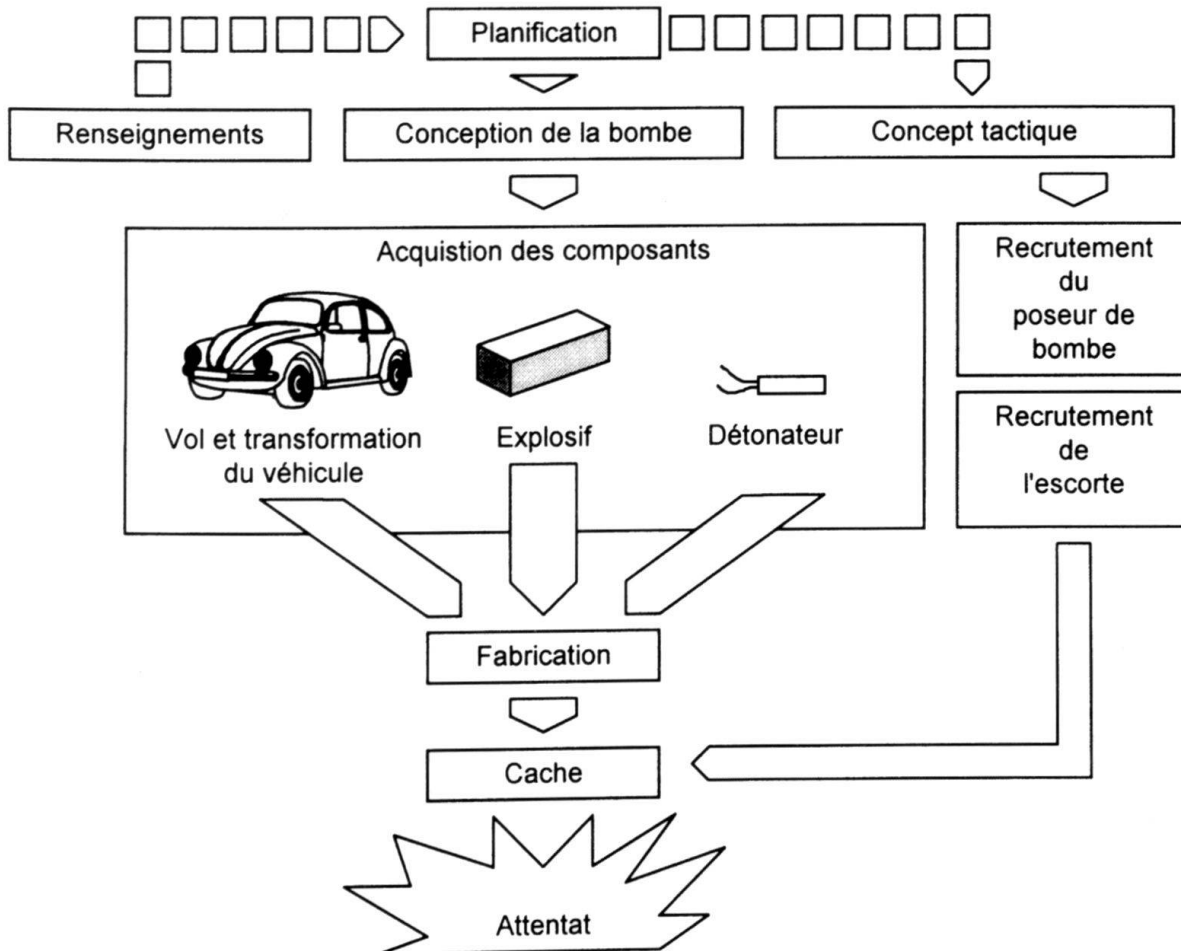 Planification
Renseignements
Conception de la bombe
Concept tactique
Acquistion des composants
Vol et transformation
du véhicule
Explosif
Détonateur
Recrutement
du
poseur de
bombe
Recrutement
de
l'escorte
Fabrication
Cache
Attentat